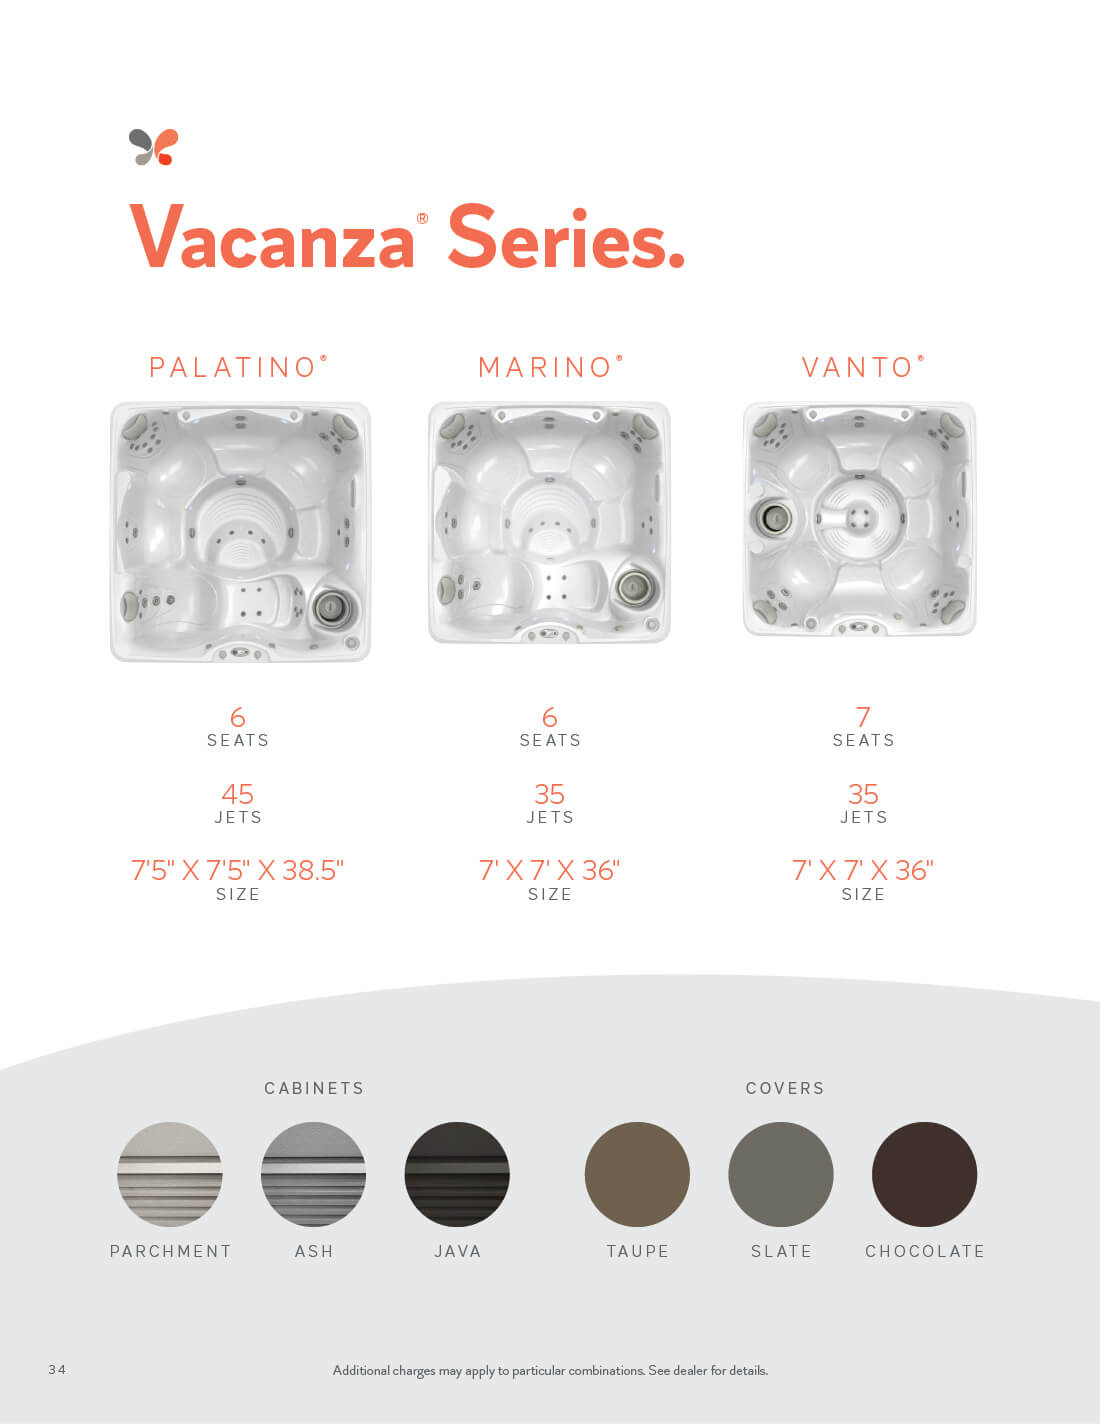 Vacanza® Series.
PALATINO®
6
SEATS
45
JETS
7'5" X 7'5" X 38.5"
SIZE
MARINO®
6
SEATS
35
JETS
7' X 7' X 36"
SIZE
VANTO®
7
SEATS
35
JETS
7' X 7' X 36"
SIZE
CABINETS
PARCHMENT
ASH
JAVA
COVERS
TAUPE
SLATE
CHOCOLATE
34
Additional charges may apply to particular combinations. See dealer for details.